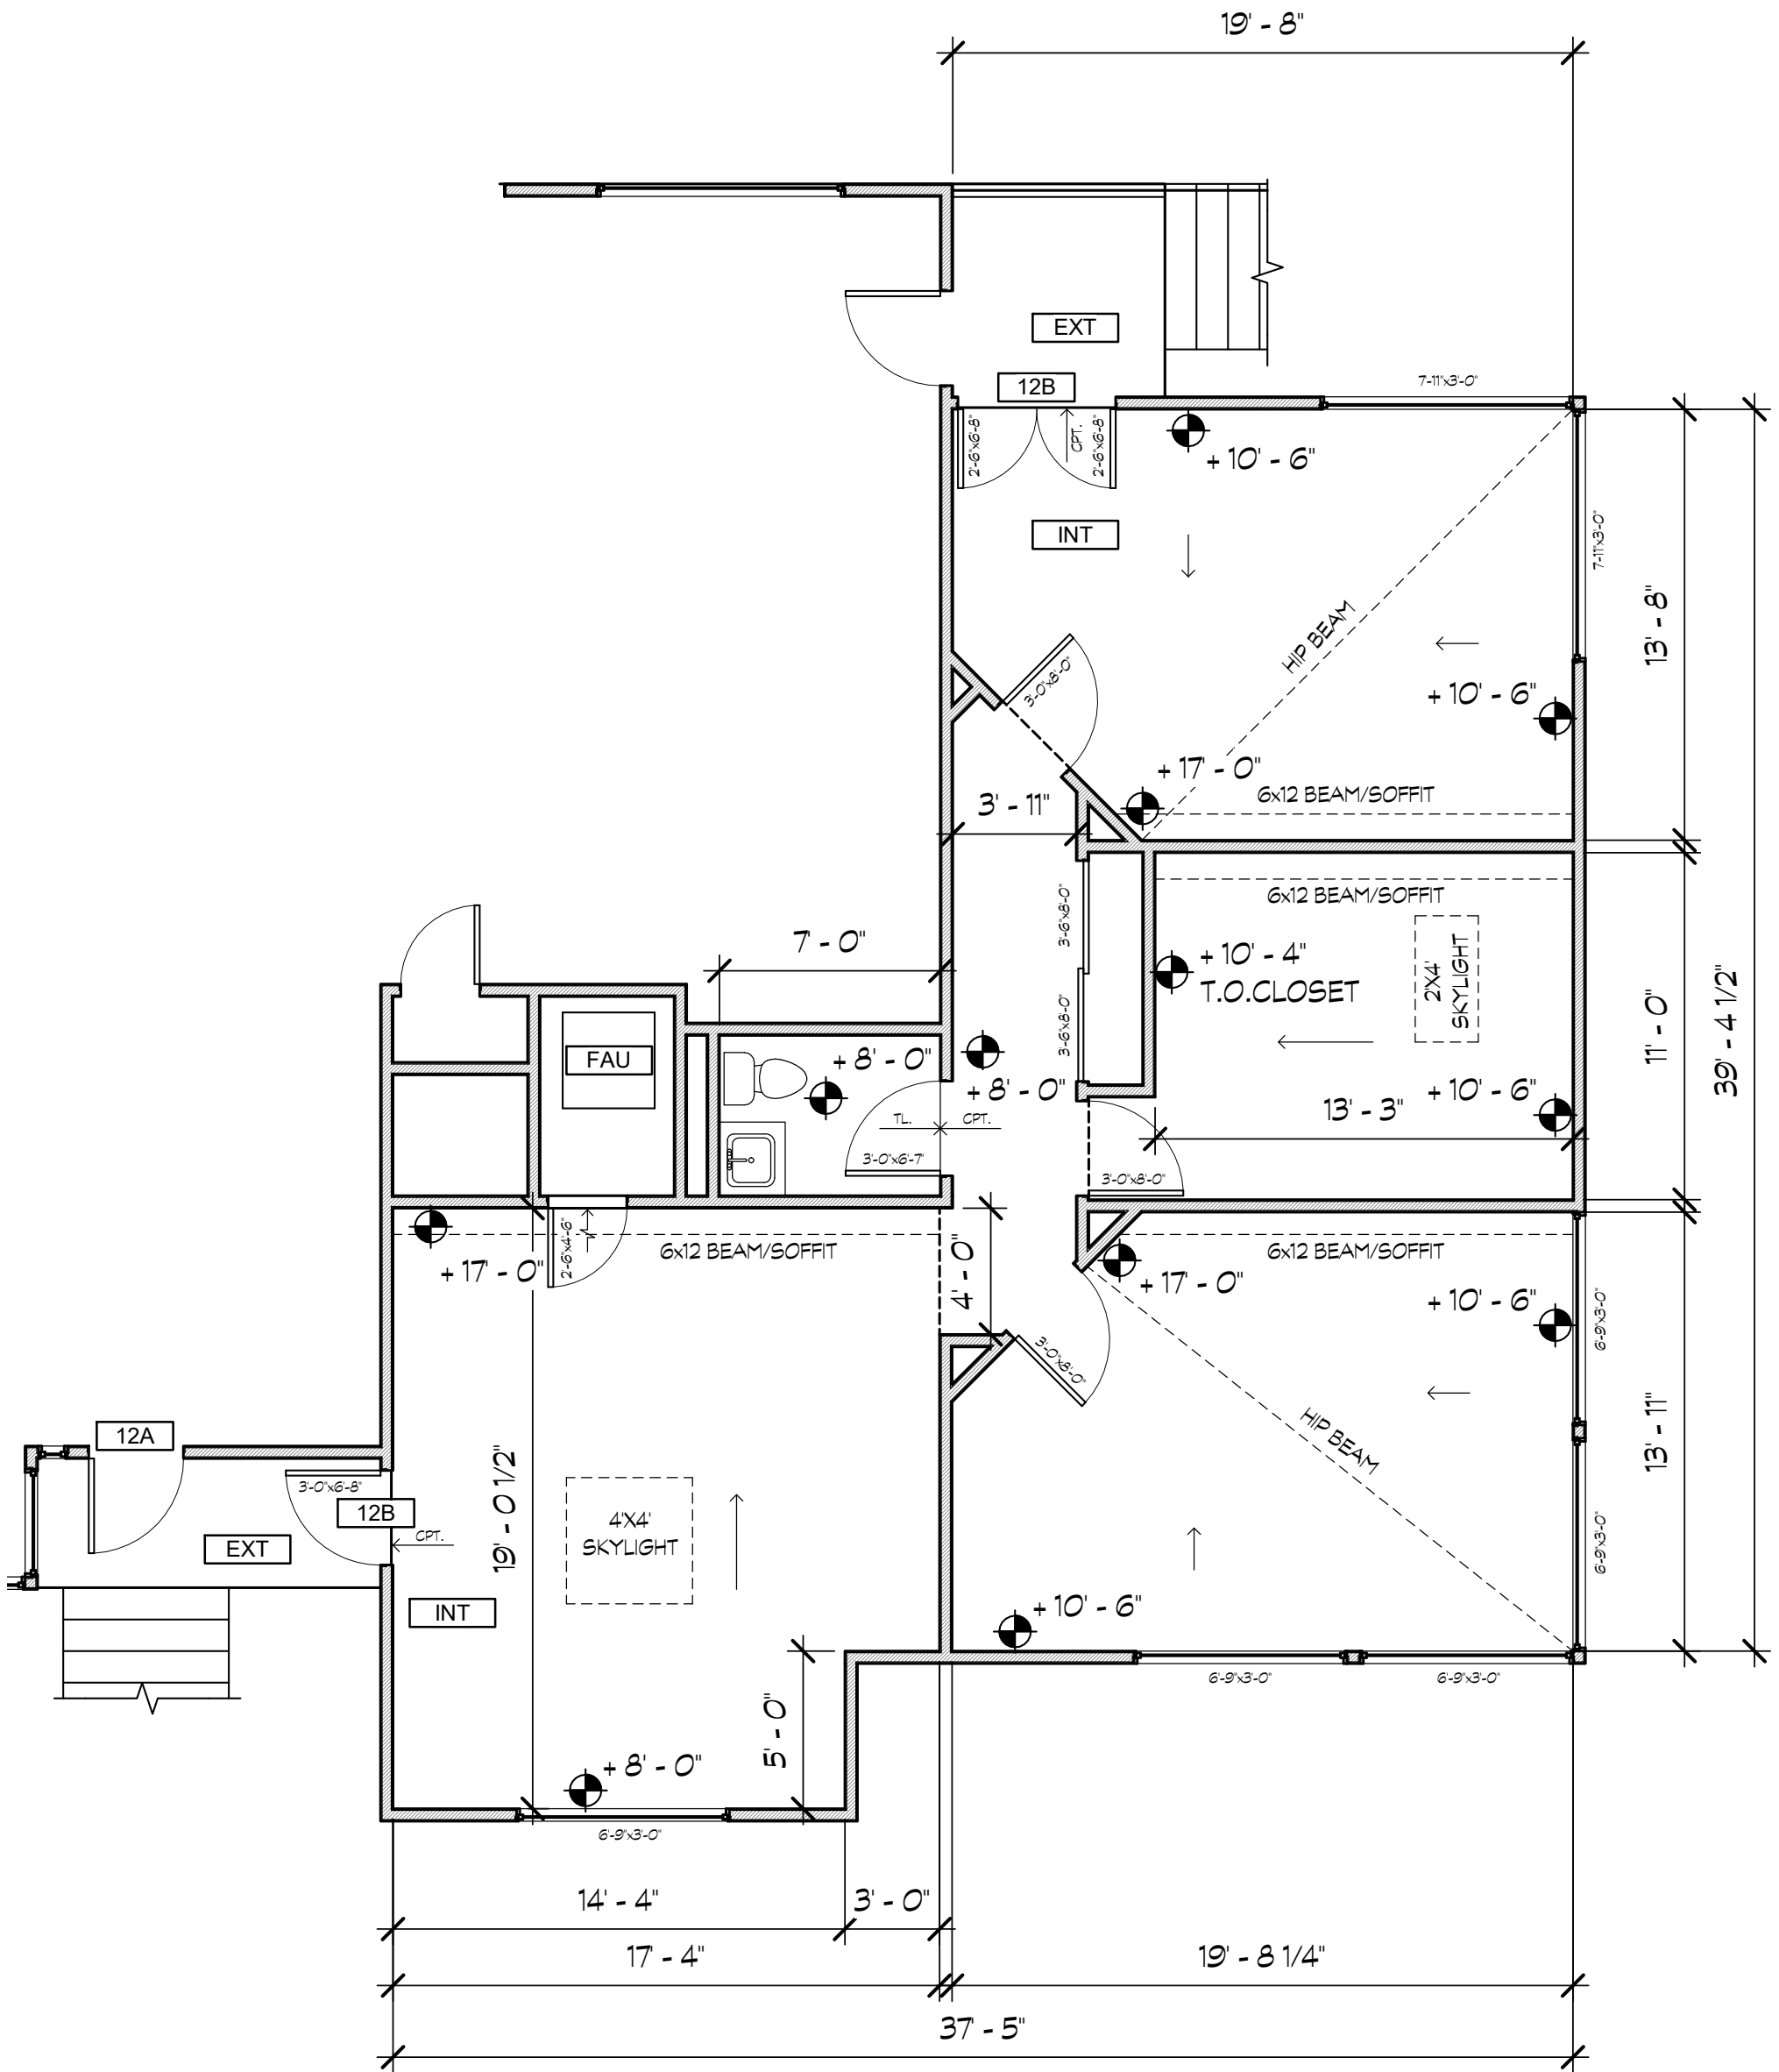 19' - 8"
EXT
12B
7'-11"x3'-0"
2'-6"x6'-8"
CPT.
2'-6"x6'-8"
+ 10' - 6"
INT
7'-11"x3'-0"
13' - 8"
HIP BEAM
3'-0"x8'-0"
+ 10' - 6"
+ 17' - 0"
6x12 BEAM/SOFFIT
3' - 11"
6x12 BEAM/SOFFIT
3'-6"x8'-0"
7' - 0"
+ 10' - 4"
T.O.CLOSET
2'X4'
SKYLIGHT
39' - 4 1/2"
11' - 0"
3'-6"x8'-0"
FAU
+ 8' - 0"
+ 8' - 0"
13' - 3"
+ 10' - 6"
TL.
CPT.
3'-0"x6'-7"
3'-0"x8'-0"
2'-6"x4'-6"
6x12 BEAM/SOFFIT
6x12 BEAM/SOFFIT
+ 17' - 0"
4' - 0"
+ 17' - 0"
+ 10' - 6"
6'-9"x3'-0"
3'-0"x8'-0"
12A
HIP BEAM
13' - 11"
3'-0"x6'-8"
12B
19' - 0 1/2"
4'X4'
SKYLIGHT
EXT
CPT.
6'-9"x3'-0"
INT
+ 10' - 6"
6'-9"x3'-0"
6'-9"x3'-0"
5' - 0"
+ 8' - 0"
6'-9"x3'-0"
14' - 4"
3' - 0"
17' - 4"
19' - 8 1/4"
37' - 5"